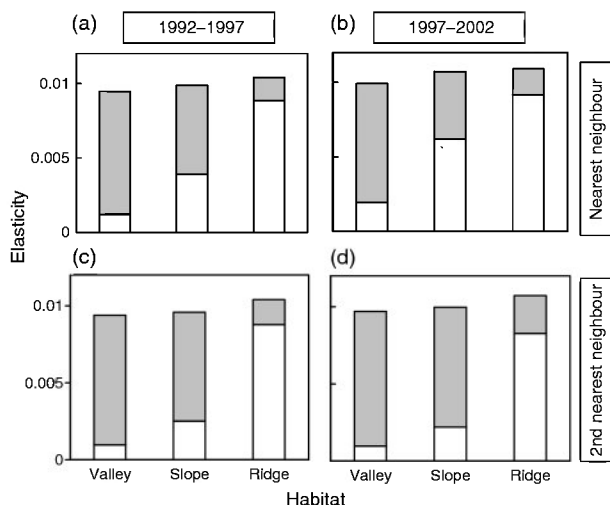 (a)
1992–1997
(b)
1997–2002
0.01
0.005
0
Nearest neighbour
Elasticity
(c)
(d)
0.01
0.005
0
2nd nearest neighbour
Valley Slope Ridge
Valley Slope Ridge
Habitat